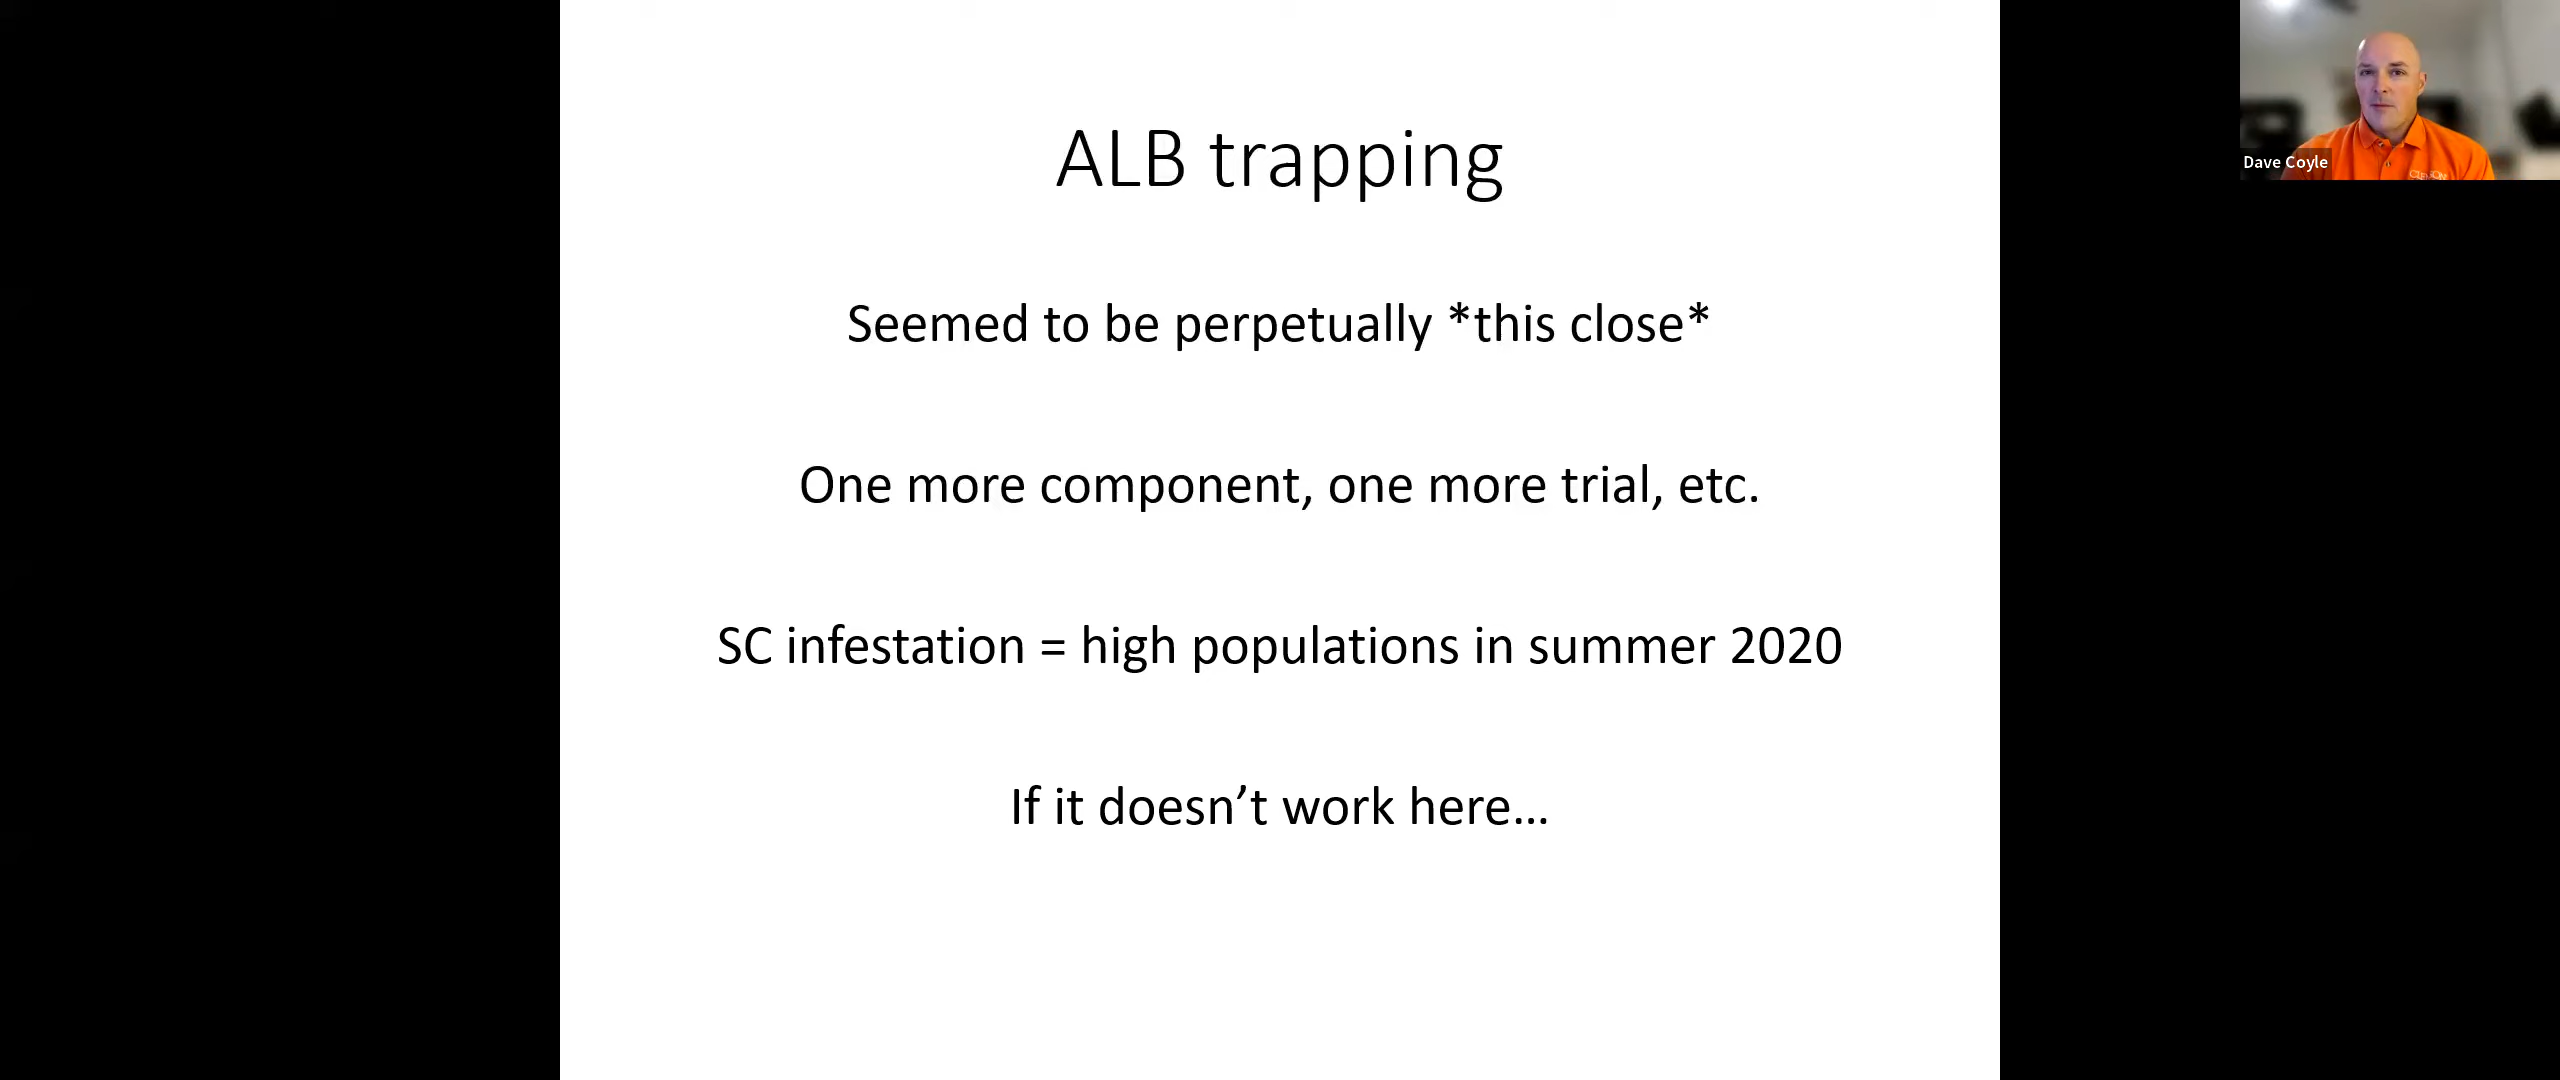 ALB trapping
Seemed to be perpetually *this close*
One more component, one more trial, etc.
SC infestation = high populations in summer 2020
If it doesn’t work here…
Dave Coyle